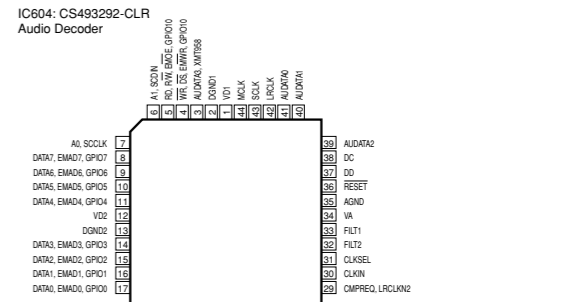 IC604: CS493292-CLR
Audio Decoder
A1, SCDIN
RD, R/W, EMOE, GPIO10
WR, DS, EMWR, GPIO10
AUDATA3, XMT958
DGND1
VD1
MCLK
SCLK
LRCLK
AUDATA0
AUDATA1
6 5 4 3 2 1 44 43 42 41 40
A0, SCCLK 7
DATA7, EMAD7, GPIO7 8
DATA6, EMAD6, GPIO6 9
DATA5, EMAD5, GPIO5 10
DATA4, EMAD4, GPIO4 11
VD2 12
DGND2 13
DATA3, EMAD3, GPIO3 14
DATA2, EMAD2, GPIO2 15
DATA1, EMAD1, GPIO1 16
DATA0, EMAD0, GPIO0 17
39 AUDATA2
38 DC
37 DD
36 RESET
35 AGND
34 VA
33 FILT1
32 FILT2
31 CLKSEL
30 CLKIN
29 CMPREQ, LRCLKN2